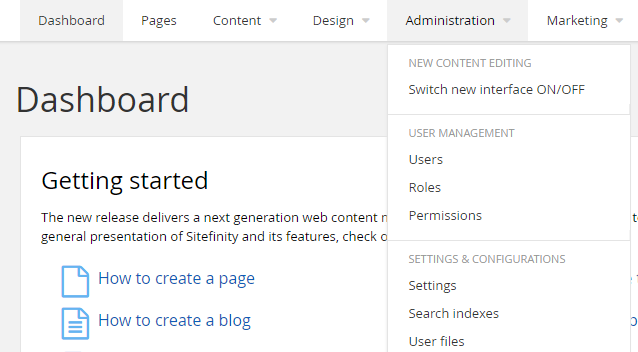 Dashboard Pages Content Design Administration Marketing
NEW CONTENT EDITING
Switch new interface ON/OFF
USER MANAGEMENT
Users
Roles
Permissions
SETTINGS & CONFIGURATIONS
Settings
Search indexes
User files
Dashboard
Getting started
The new release delivers a next generation web content
general presentation of Sitefinity and its features, check
How to create a page
How to create a blog